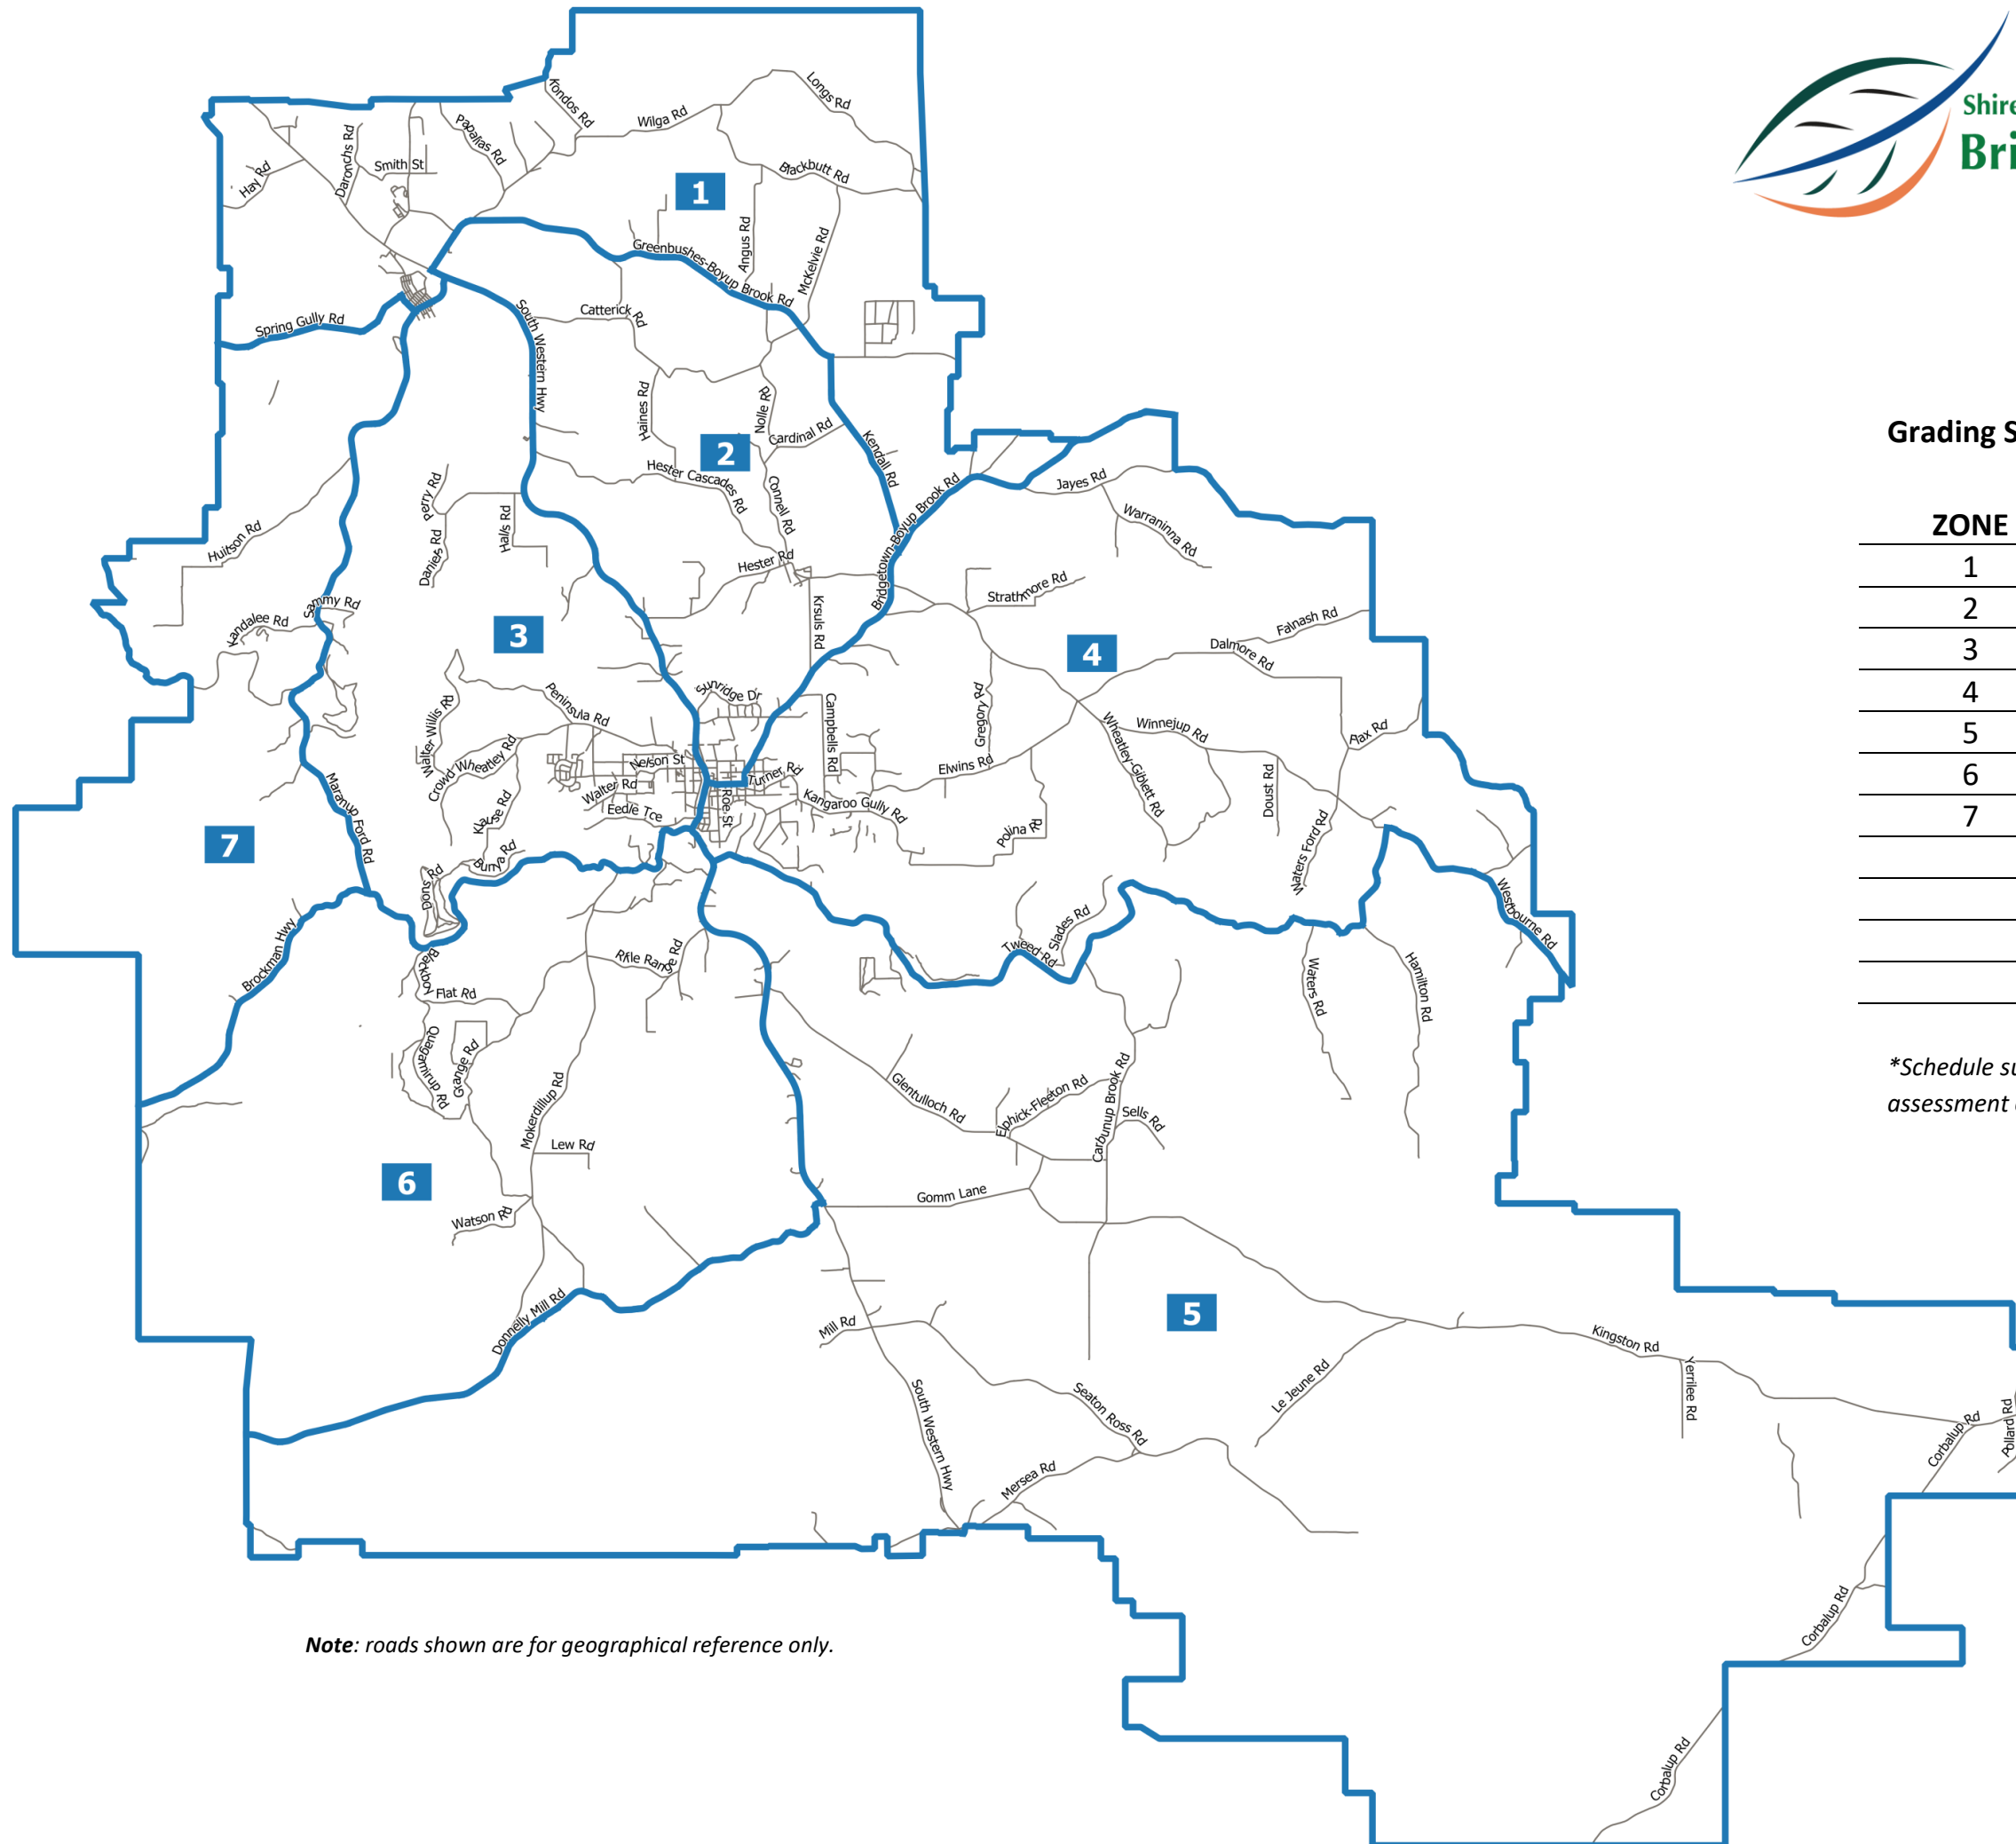 Kondos Rd
Longs Rd
Wilga Rd
Papalias Rd
Daronchs Rd
Smith St
Hay Rd
Blackbutt Rd
1
Angus Rd
McKelvie Rd
Greenbushes-Boyup Brook Rd
Spring Gully Rd
South Western Hwy
Catterick Rd
Haines Rd
Nolle Rd
Cardinal Rd
2
Kendall Rd
Hester Cascades Rd
Connell Rd
Perry Rd
Halls Rd
Daniels Rd
Bridgetown-Boyup Brook Rd
Jayes Rd
Warraninna Rd
Huitson Rd
Hester Rd
Strathmore Rd
Krsuls Rd
Sammy Rd
Kandalee Rd
3
4
Falnash Rd
Dalmore Rd
Peninsula Rd
Sunridge Dr
Walter Willis Rd
Campbells Rd
Gregory Rd
Wheatley-Giblett Rd
Winnejup Rd
Flax Rd
Crowd Wheatley Rd
Nelson St
Turner Rd
Elwins Rd
Doust Rd
Walter Rd
Roe St
Kangaroo Gully Rd
Eedle Tce
Klause Rd
Polina Rd
Waters Ford Rd
Maranup Ford Rd
7
Dons Rd
Westbourne Rd
Brockman Hwy
Slades Rd
Tweed Rd
Blackboy
Flat Rd
Rifle Range Rd
Waters Rd
Hamilton Rd
Quagamirup Rd
Grange Rd
Mokerdillup Rd
Glentulloch Rd
Elphick-Fleeton Rd
Carbunup Brook Rd
Sells Rd
Lew Rd
6
Gomm Lane
Watson Rd
Donnelly Mill Rd
Mill Rd
5
Kingston Rd
Yerrilee Rd
Le Jeune Rd
Seaton Ross Rd
South Western Hwy
Mersea Rd
Corbalup Rd
Pollard Rd
Corbalup Rd
Corbalup Rd
Note: roads shown are for geographical reference only.
Shire
Bri
Grading S
ZONE
1
2
3
4
5
6
7
*Schedule su
assessment